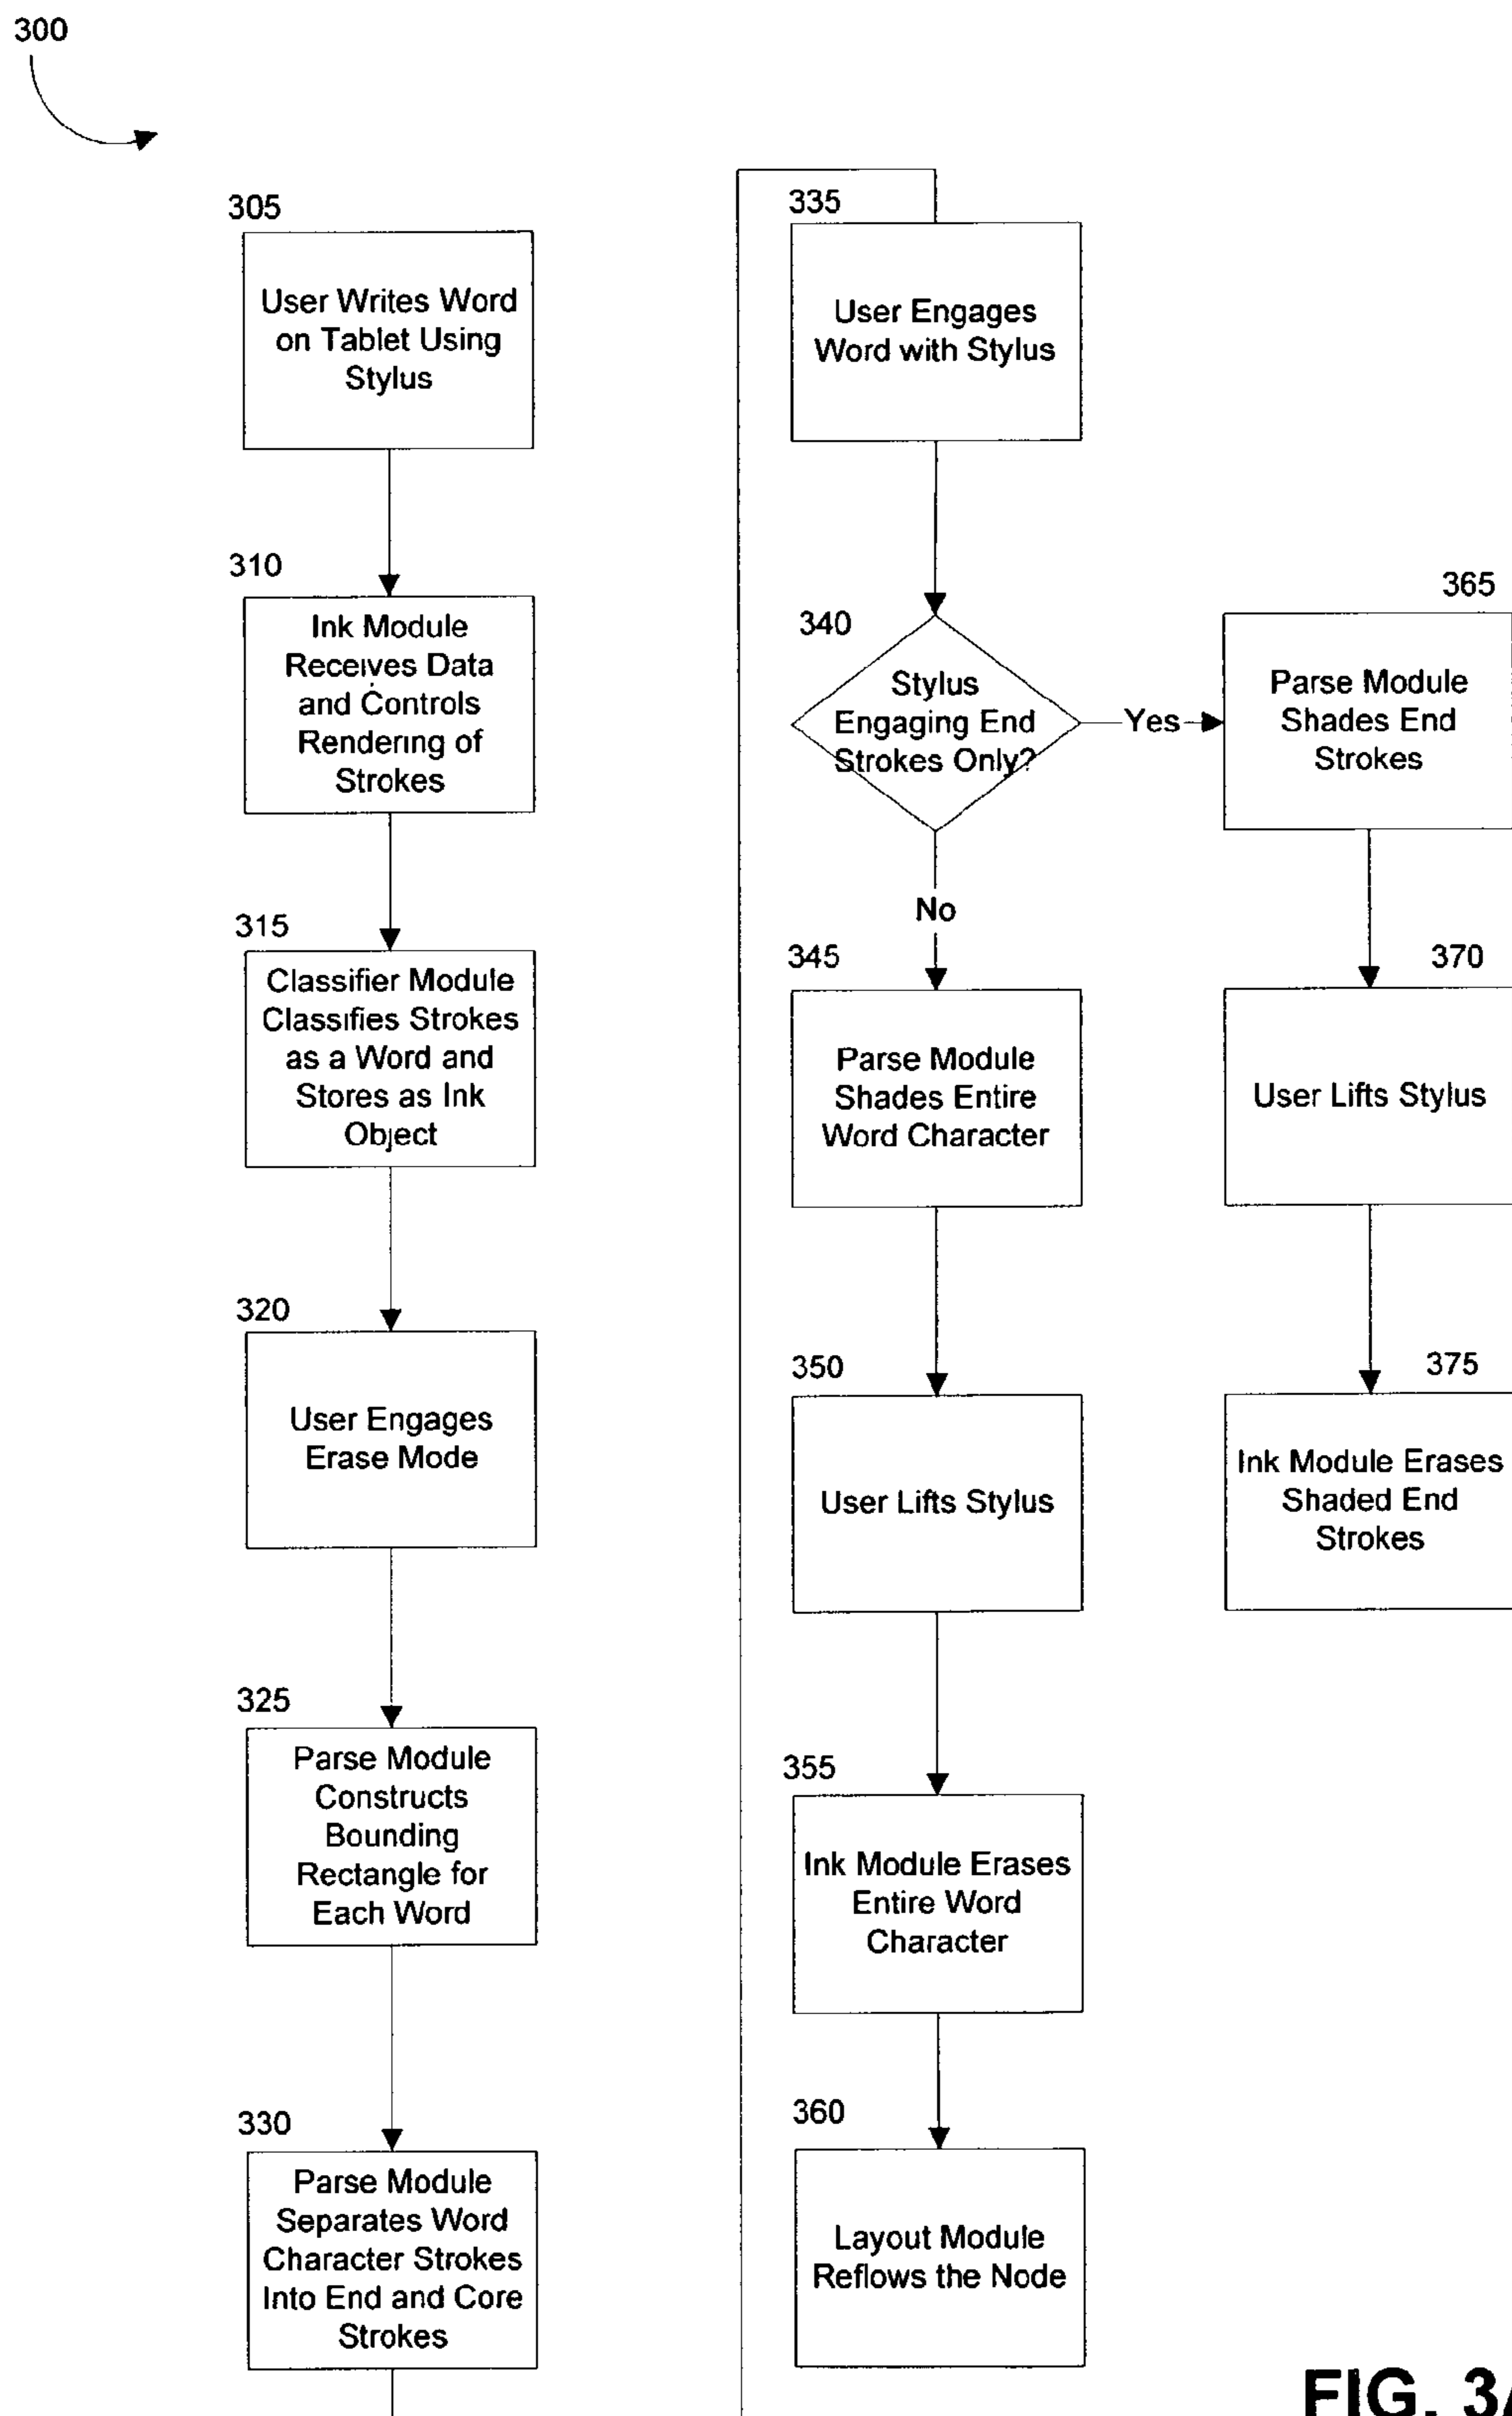 300
305
User Writes Word
on Tablet Using
Stylus
310
Ink Module
Receives Data
and Controls
Rendering of
Strokes
315
Classifier Module
Classifies Strokes
as a Word and
Stores as Ink
Object
320
User Engages
Erase Mode
325
Parse Module
Constructs
Bounding
Rectangle for
Each Word
330
Parse Module
Separates Word
Character Strokes
Into End and Core
Strokes
335
User Engages
Word with Stylus
340
Stylus
Engaging End
Strokes Only?
Yes
No
345
Parse Module
Shades Entire
Word Character
350
User Lifts Stylus
355
Ink Module Erases
Entire Word
Character
360
Layout Module
Reflows the Node
365
Parse Module
Shades End
Strokes
370
User Lifts Stylus
375
Ink Module Erases
Shaded End
Strokes
FIG. 3A